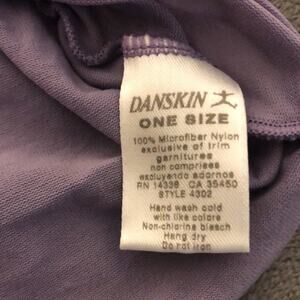 DANSKIN
ONE SIZE
100% Microfiber Nylon
exclusive of trim
garnitures
non comprises
excluyendo adornos
RN 14338 CA 35450
STYLE 4302
Hand wash cold
with like colors
Non-chlorine bleach
Hang dry
Do not iron